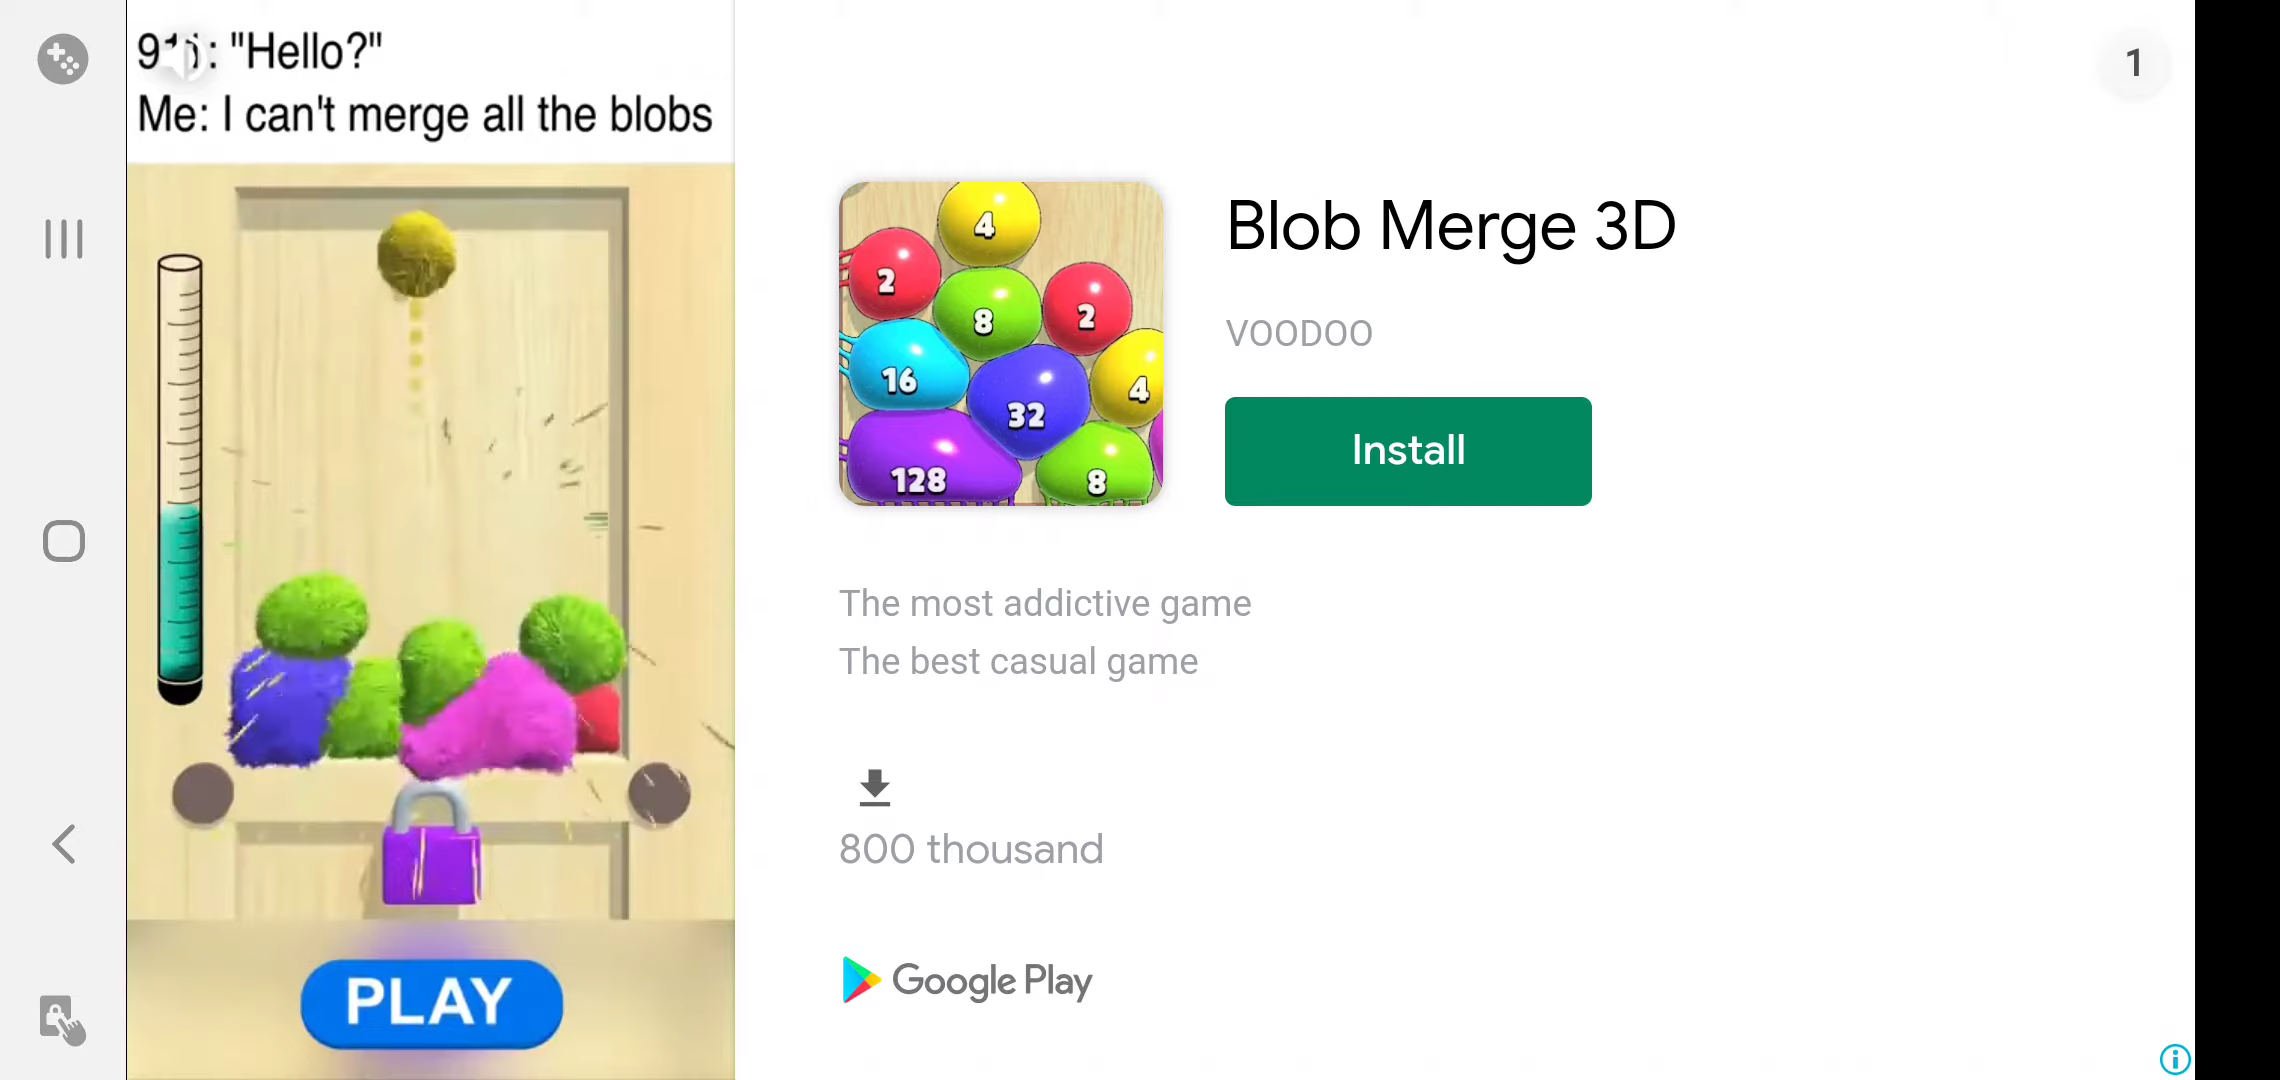 911: "Hello?"
Me: I can't merge all the blobs
PLAY
4
2
8
2
16
32
4
128
8
Blob Merge 3D
VOODOO
Install
The most addictive game
The best casual game
800 thousand
Google Play
1